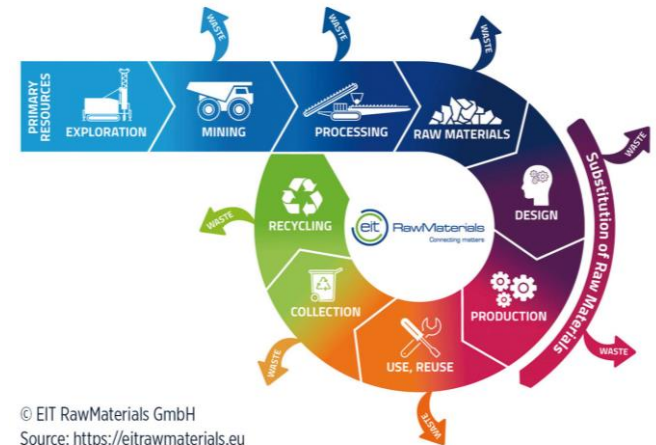 WASTE
WASTE
WASTE
PRIMARY
RESOURCES
EXPLORATION
MINING
PROCESSING
RAW MATERIALS
Substitution of Raw Materials
WASTE
DESIGN
RECYCLING
WASTE
eit RawMaterials
Connecting matters
COLLECTION
PRODUCTION
WASTE
USE, REUSE
WASTE
WASTE
© EIT RawMaterials GmbH
Source: https://eitrawmaterials.eu